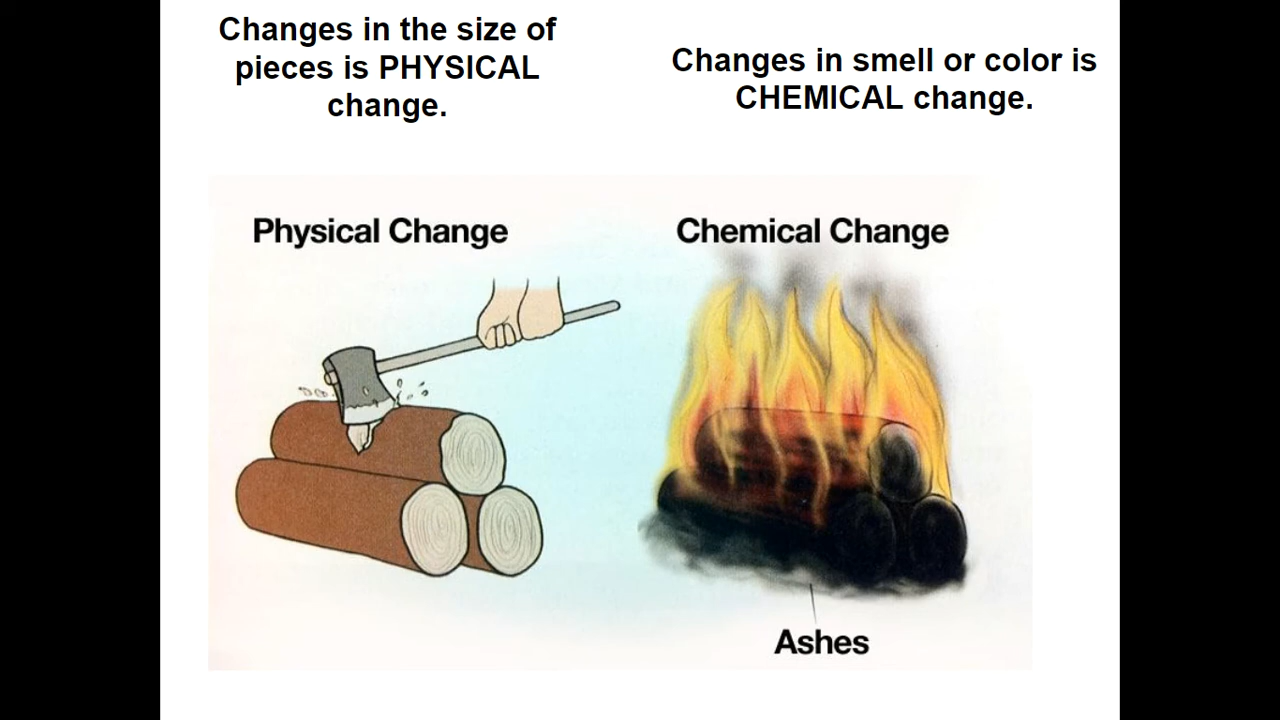 Changes in the size of
pieces is PHYSICAL
change.
Changes in smell or color is
CHEMICAL change.
Physical Change
Chemical Change
Ashes